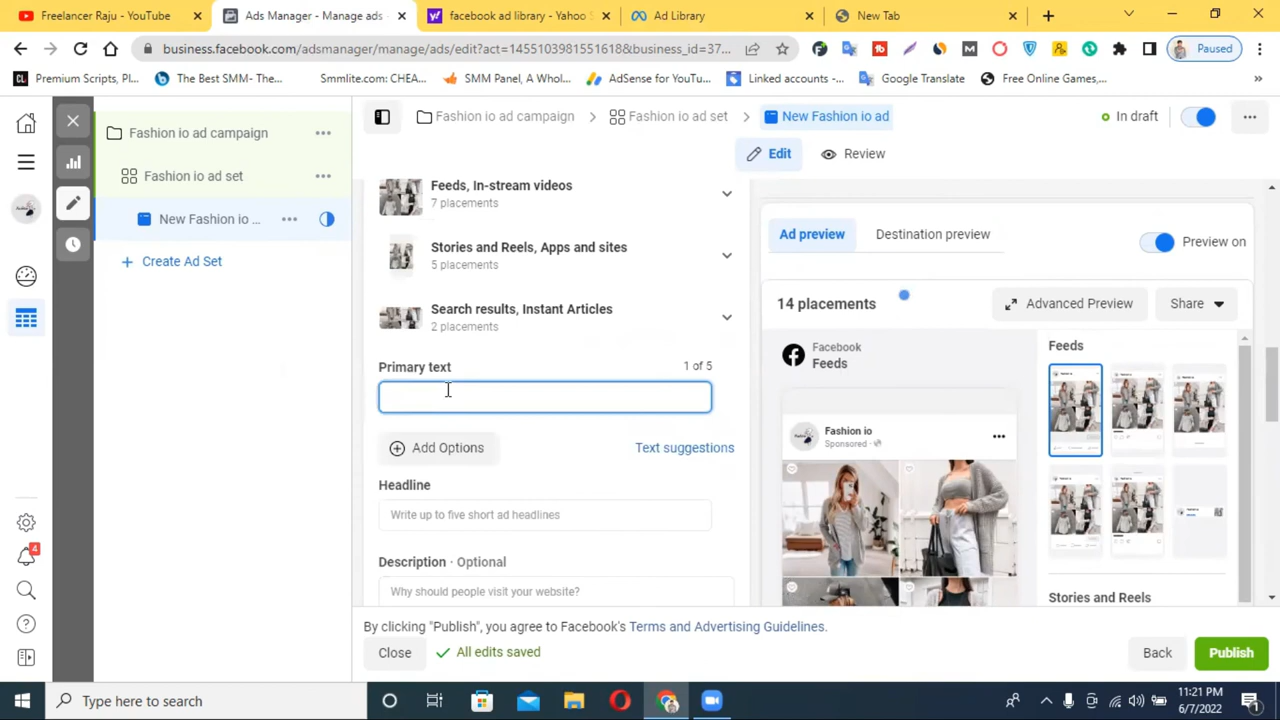 Freelancer Raju - YouTube
Ads Manager - Manage ads
facebook ad library - Yahoo
Ad Library
New Tab
business.facebook.com/adsmanager/manage/ads/edit?act=1455103981551618&business_id=37...
Paused
Premium Scripts, Pl...
The Best SMM- The...
Smmlite.com: CHEA...
SMM Panel, A Whol...
AdSense for YouTu...
Linked accounts -...
Google Translate
Free Online Games,...
Fashion io ad campaign
Fashion io ad set
New Fashion io ...
Create Ad Set
Fashion io ad campaign
Fashion io ad set
New Fashion io ad
In draft
Edit
Review
Feeds, In-stream videos
7 placements
Stories and Reels, Apps and sites
5 placements
Search results, Instant Articles
2 placements
Primary text
1 of 5
Add Options
Text suggestions
Headline
Write up to five short ad headlines
Description · Optional
Why should people visit your website?
Ad preview
Destination preview
Preview on
14 placements
Advanced Preview
Share
Facebook
Feeds
Fashion io
Sponsored ·
Feeds
Stories and Reels
By clicking "Publish", you agree to Facebook's Terms and Advertising Guidelines.
Close
All edits saved
Back
Publish
4
Type here to search
11:21 PM
6/7/2022
1